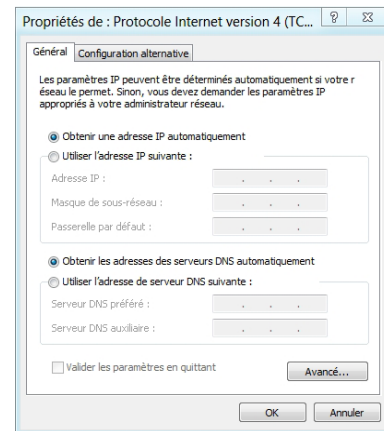 Propriétés de : Protocole Internet version 4 (TC...
Général
Configuration alternative
Les paramètres IP peuvent être déterminés automatiquement si votre r
éseau le permet. Sinon, vous devez demander les paramètres IP
appropriés à votre administrateur réseau.
Obtenir une adresse IP automatiquement
Utiliser l'adresse IP suivante :
Adresse IP :
Masque de sous-réseau :
Passerelle par défaut :
Obtenir les adresses des serveurs DNS automatiquement
Utiliser l'adresse de serveur DNS suivante :
Serveur DNS préféré :
Serveur DNS auxiliaire :
Valider les paramètres en quittant
Avancé...
OK
Annuler